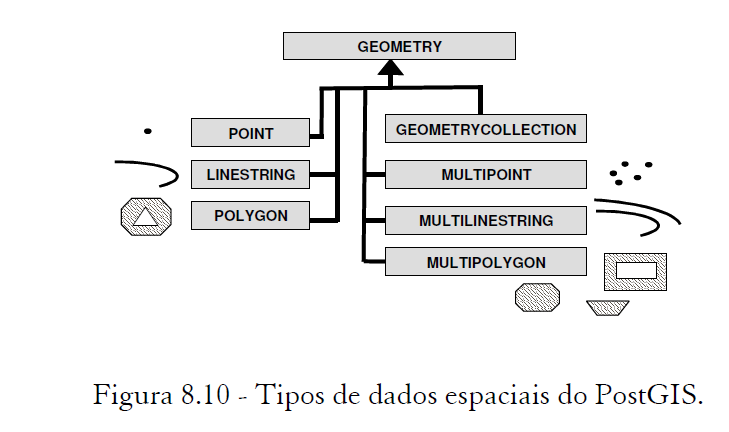 GEOMETRY
POINT
LINESTRING
POLYGON
GEOMETRYCOLLECTION
MULTIPOINT
MULTILINESTRING
MULTIPOLYGON
Figura 8.10 - Tipos de dados espaciais do PostGIS.